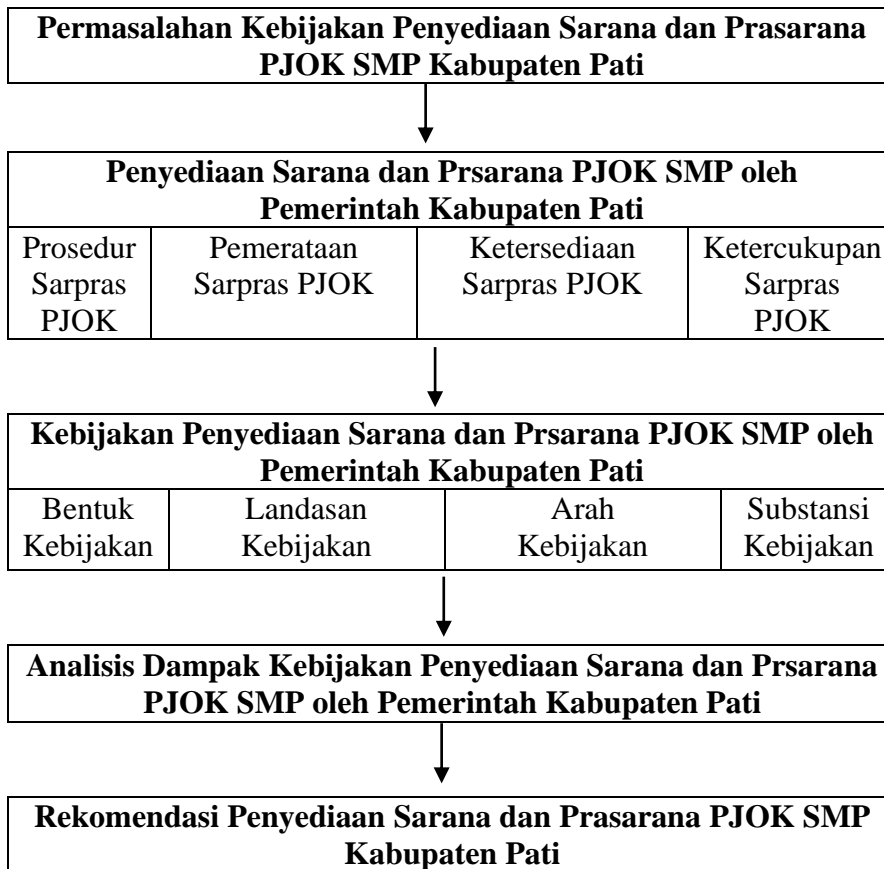 Permasalahan Kebijakan Penyediaan Sarana dan Prasarana
PJOK SMP Kabupaten Pati
Penyediaan Sarana dan Prsarana PJOK SMP oleh
Pemerintah Kabupaten Pati
Prosedur
Sarpras
PJOK
Pemerataan
Sarpras PJOK
Ketersediaan
Sarpras PJOK
Ketercukupan
Sarpras
PJOK
Kebijakan Penyediaan Sarana dan Prsarana PJOK SMP oleh
Pemerintah Kabupaten Pati
Bentuk
Kebijakan
Landasan
Kebijakan
Arah
Kebijakan
Substansi
Kebijakan
Analisis Dampak Kebijakan Penyediaan Sarana dan Prsarana
PJOK SMP oleh Pemerintah Kabupaten Pati
Rekomendasi Penyediaan Sarana dan Prasarana PJOK SMP
Kabupaten Pati